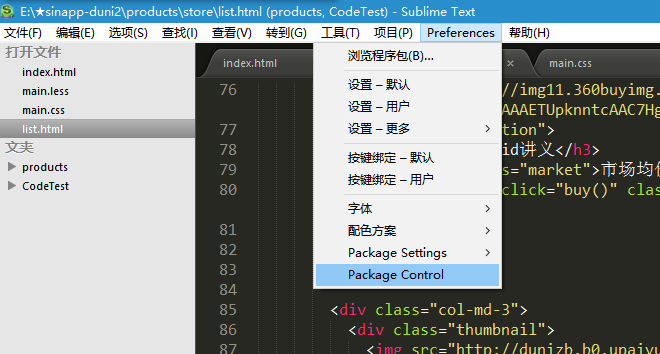 E:\★sinapp-duni2\products\store\list.html (products, CodeTest) - Sublime Text
文件(F) 编辑(E) 选项(S) 查找(I) 查看(V) 转到(G) 工具(T) 项目(P) Preferences 帮助(H)
打开文件
index.html
main.less
main.css
list.html
文夹
products
CodeTest
index.html × main.css
浏览程序包(B)...
设置 – 默认
设置 – 用户
设置 – 更多
按键绑定 – 默认
按键绑定 – 用户
字体
配色方案
Package Settings
Package Control
76 //img11.360buyimg.
AAAETUpknntcAAC7Hg
77 tion">
78 id讲义</h3>
79 s="market">市场均价
80 click="buy()" clas
81
82
83
84
85 <div class="col-md-3">
86 <div class="thumbnail">
87 <img src="http://dunizb.b0.upaiyu